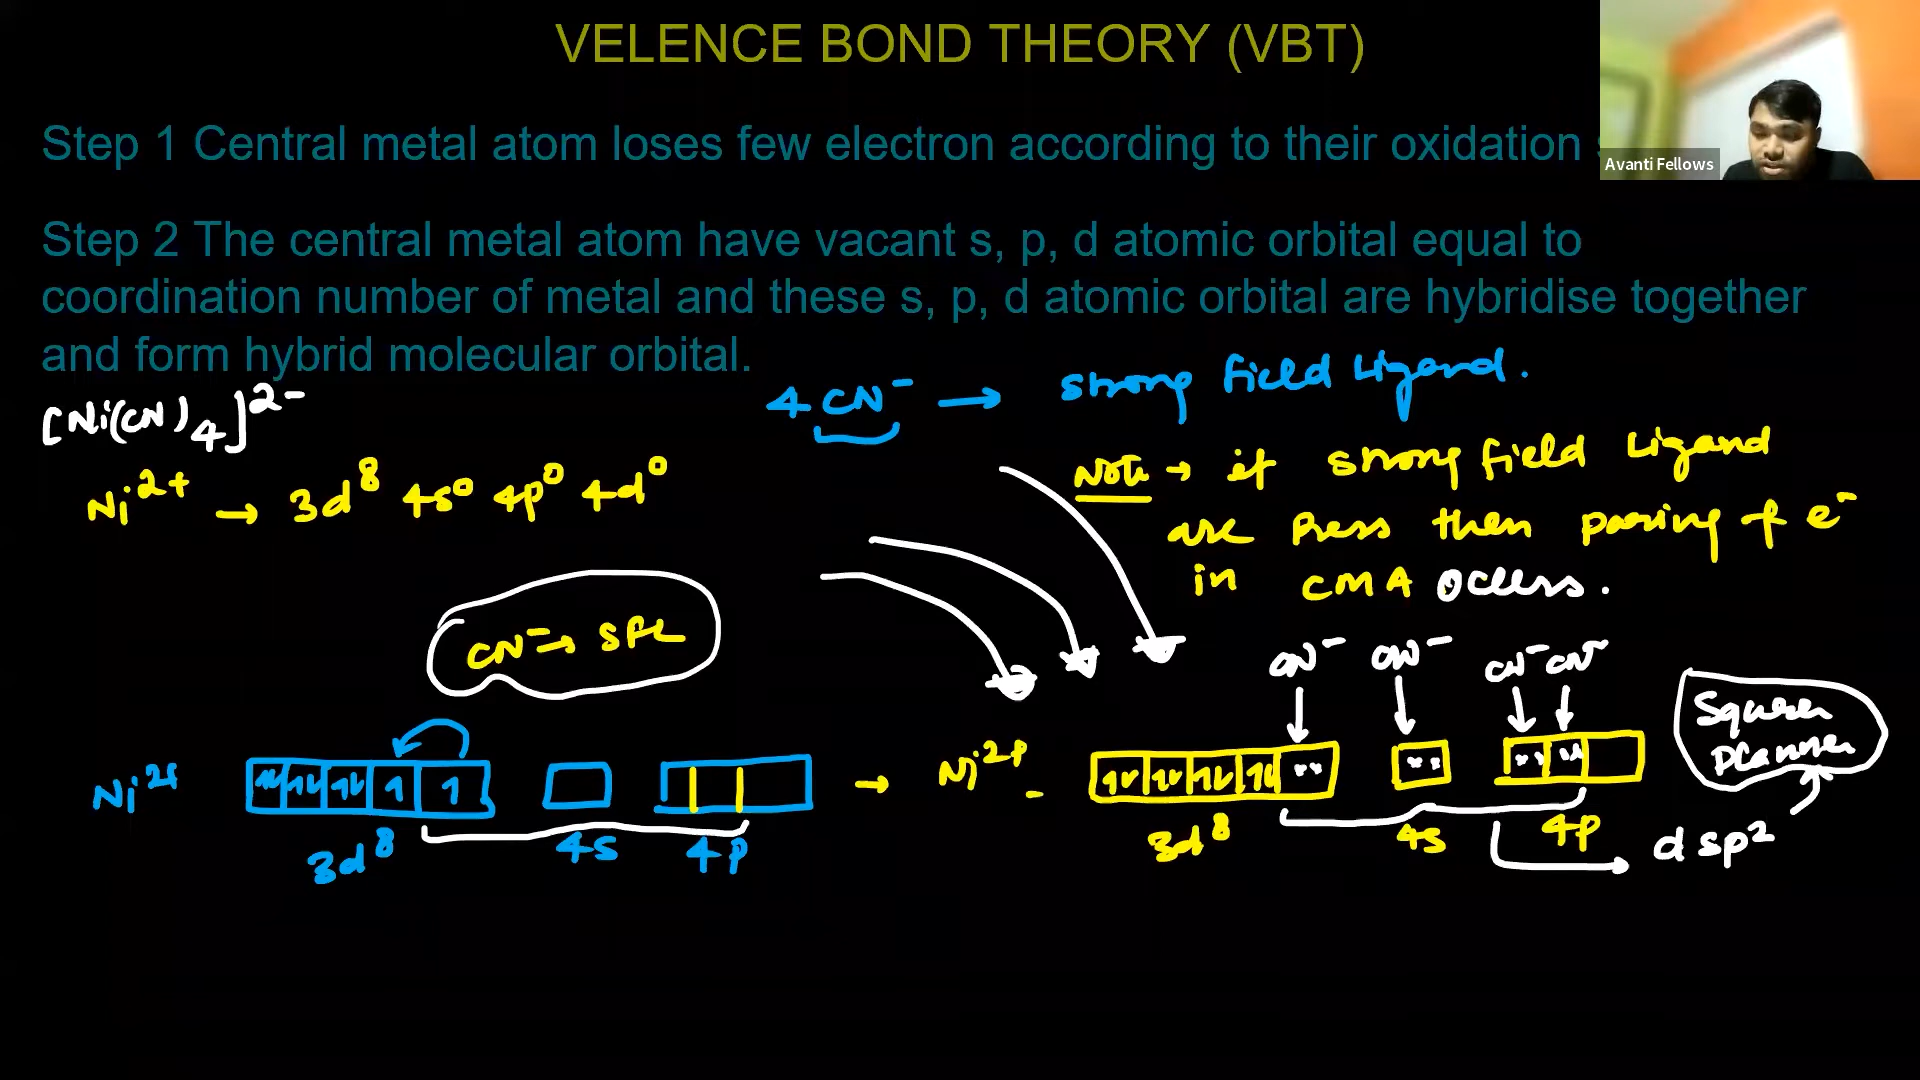 VELENCE BOND THEORY (VBT)
Step 1 Central metal atom loses few electron according to their oxidation
Avanti Fellows
Step 2 The central metal atom have vacant s, p, d atomic orbital equal to
coordination number of metal and these s, p, d atomic orbital are hybridise together
and form hybrid molecular orbital.
[Ni(CN)4]2-
4 CN- → strong field Ligand.
Ni2+ → 3d8 4s0 4p0 4d0
Note → if strong field Ligand
are Press then pairing of e-
in CMA occurs.
CN- → SFL
CN- CN- CN- CN-
Square
Planner
Ni2+ → Ni2+
3d8 4s 4p
3d8 4s 4p
dsp2